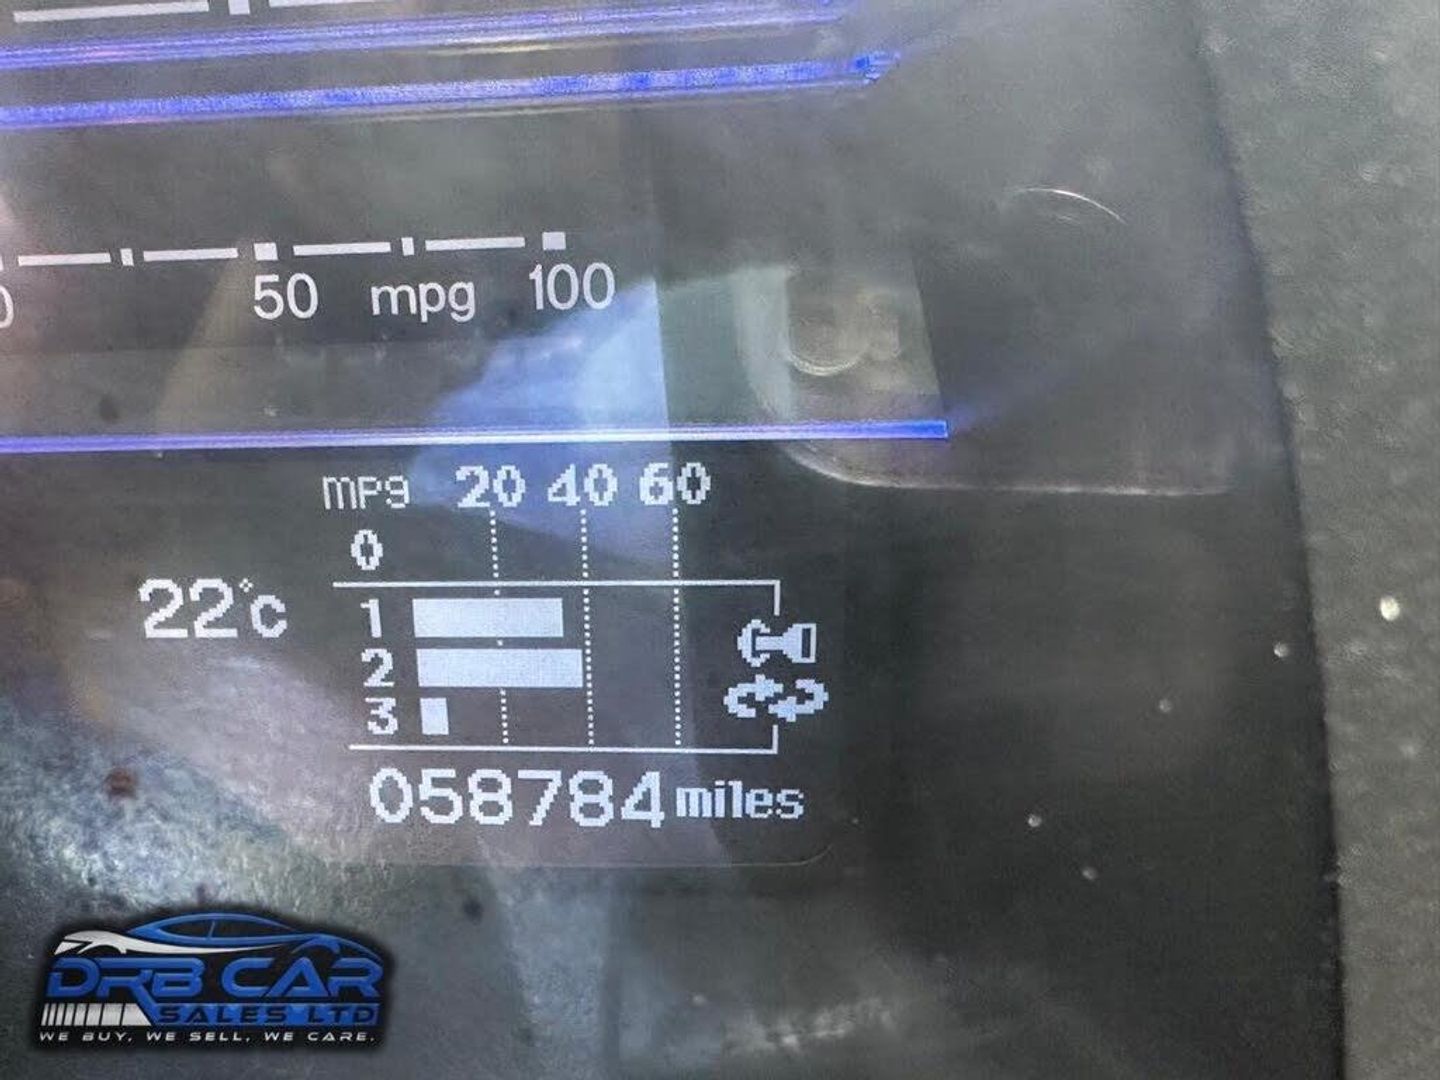 50 mpg 100
mpg 20 40 60
0
22°c
1
2
3
058784 miles
DRB CAR
SALES LTD
WE BUY, WE SELL, WE CARE.